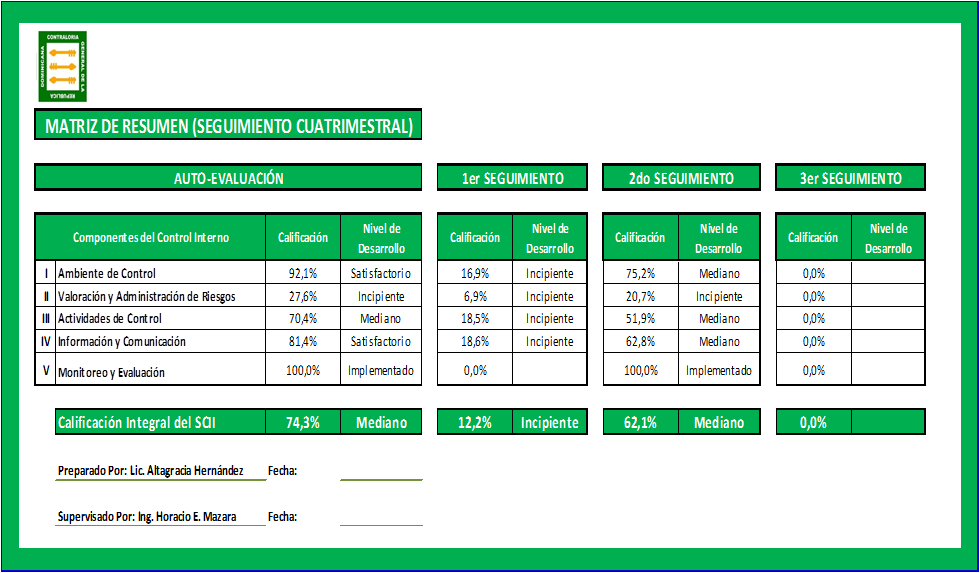 CONTRALORIA
GENERAL DE LA
REPUBLICA
DOMINICANA
MATRIZ DE RESUMEN (SEGUIMIENTO CUATRIMESTRAL)
AUTO-EVALUACIÓN 1er SEGUIMIENTO 2do SEGUIMIENTO 3er SEGUIMIENTO
Componentes del Control Interno Calificación Nivel de Desarrollo Calificación Nivel de Desarrollo Calificación Nivel de Desarrollo Calificación Nivel de Desarrollo
I Ambiente de Control 92,1% Satisfactorio 16,9% Incipiente 75,2% Mediano 0,0%
II Valoración y Administración de Riesgos 27,6% Incipiente 6,9% Incipiente 20,7% Incipiente 0,0%
III Actividades de Control 70,4% Mediano 18,5% Incipiente 51,9% Mediano 0,0%
IV Información y Comunicación 81,4% Satisfactorio 18,6% Incipiente 62,8% Mediano 0,0%
V Monitoreo y Evaluación 100,0% Implementado 0,0% 100,0% Implementado 0,0%
Calificación Integral del SCII 74,3% Mediano 12,2% Incipiente 62,1% Mediano 0,0%
Preparado Por: Lic. Altagracia Hernández Fecha:
Supervisado Por: Ing. Horacio E. Mazara Fecha: